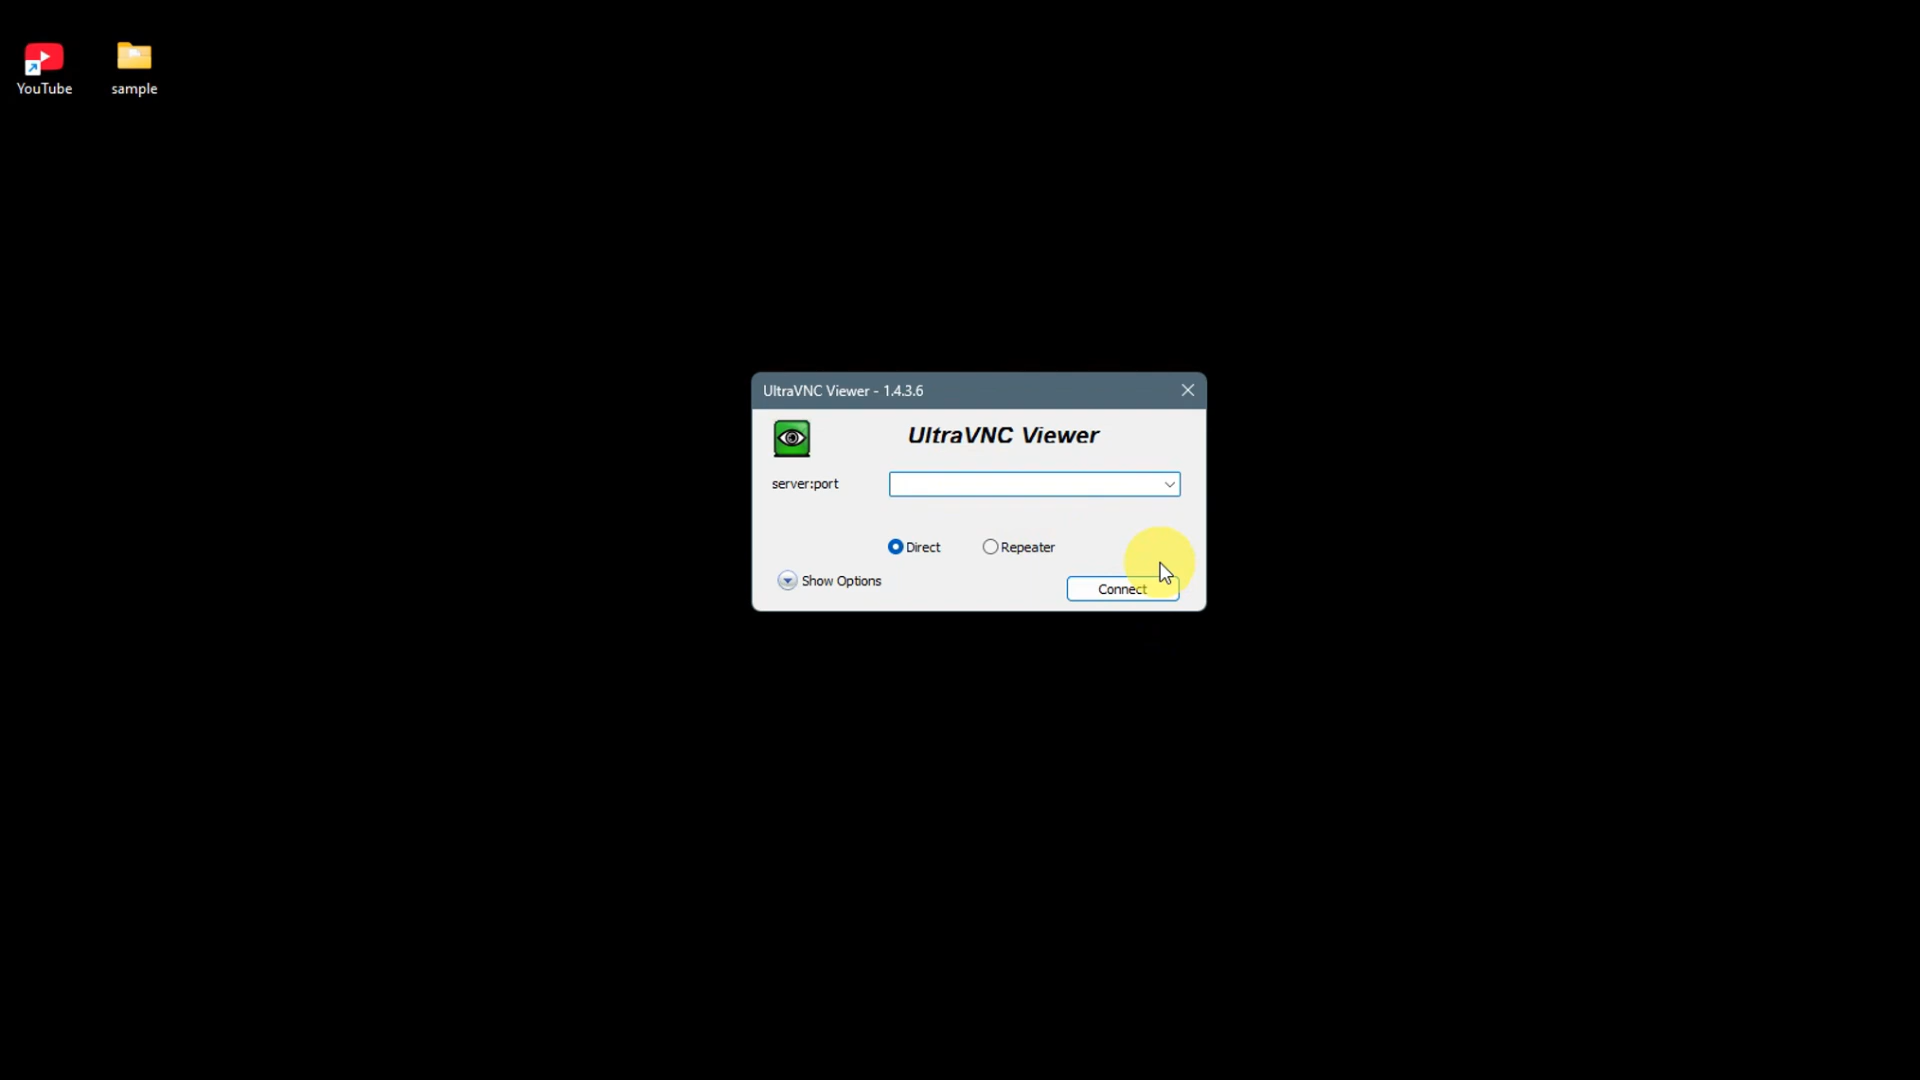 YouTube
sample
UltraVNC Viewer - 1.4.3.6
UltraVNC Viewer
server:port
Direct
Repeater
Show Options
Connect